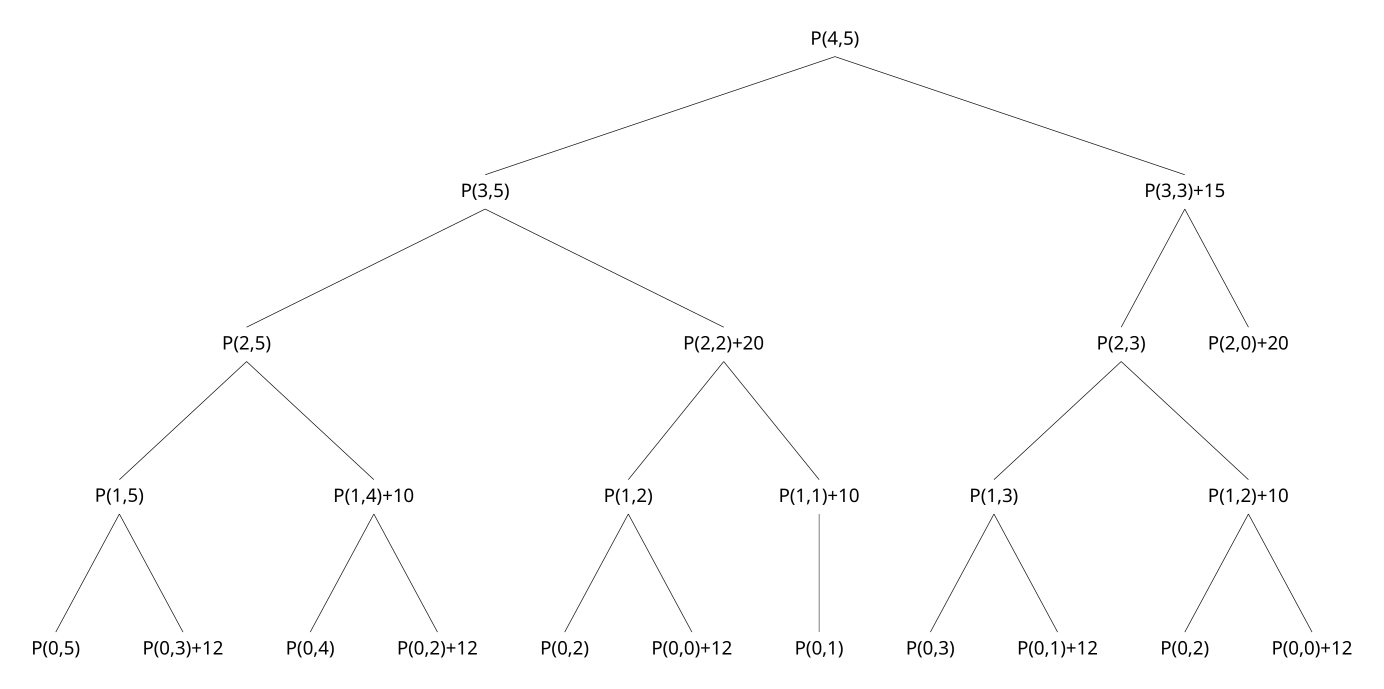 P(4,5)
P(3,5) P(3,3)+15
P(2,5) P(2,2)+20 P(2,3) P(2,0)+20
P(1,5) P(1,4)+10 P(1,2) P(1,1)+10 P(1,3) P(1,2)+10
P(0,5) P(0,3)+12 P(0,4) P(0,2)+12 P(0,2) P(0,0)+12 P(0,1) P(0,3) P(0,1)+12 P(0,2) P(0,0)+12